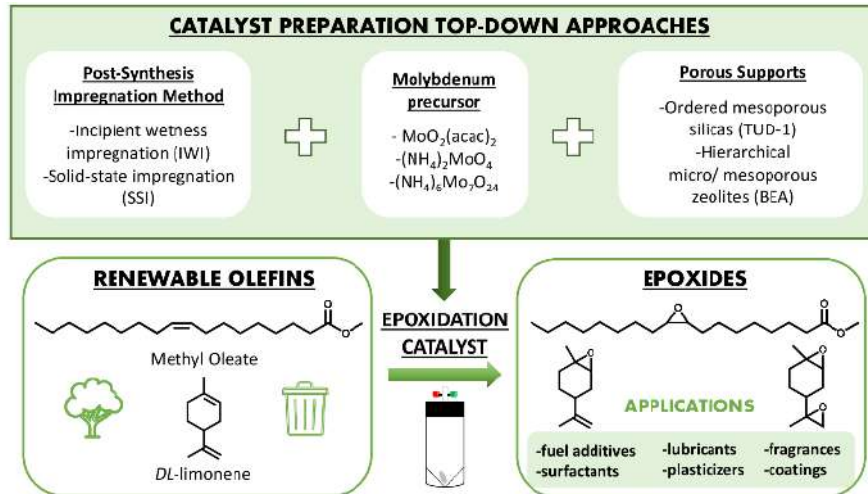 CATALYST PREPARATION TOP-DOWN APPROACHES
Post-Synthesis
Impregnation Method
-Incipient wetness
impregnation (IWI)
-Solid-state impregnation
(SSI)
Molybdenum
precursor
- MoO₂(acac)₂
-(NH₄)₂MoO₄
-(NH₄)₆Mo₇O₂₄
Porous Supports
-Ordered mesoporous
silicas (TUD-1)
-Hierarchical
micro/ mesoporous
zeolites (BEA)
RENEWABLE OLEFINS
O
O
Methyl Oleate
DL-limonene
EPOXIDATION
CATALYST
EPOXIDES
O
O
O
O
O
O
APPLICATIONS
-fuel additives
-lubricants
-fragrances
-surfactants
-plasticizers
-coatings